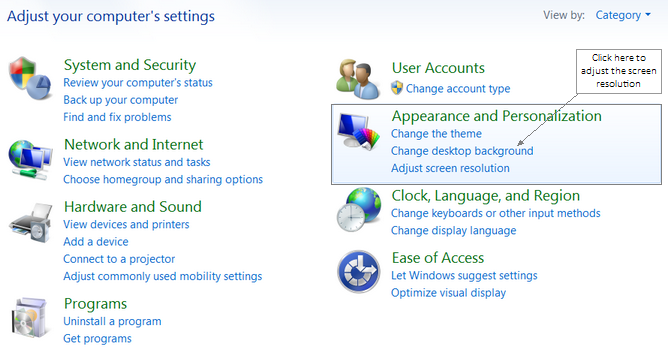 Adjust your computer's settings
View by: Category
System and Security
Review your computer's status
Back up your computer
Find and fix problems
Network and Internet
View network status and tasks
Choose homegroup and sharing options
Hardware and Sound
View devices and printers
Add a device
Connect to a projector
Adjust commonly used mobility settings
Programs
Uninstall a program
Get programs
User Accounts
Change account type
Click here to
adjust the screen
resolution
Appearance and Personalization
Change the theme
Change desktop background
Adjust screen resolution
Clock, Language, and Region
Change keyboards or other input methods
Change display language
Ease of Access
Let Windows suggest settings
Optimize visual display